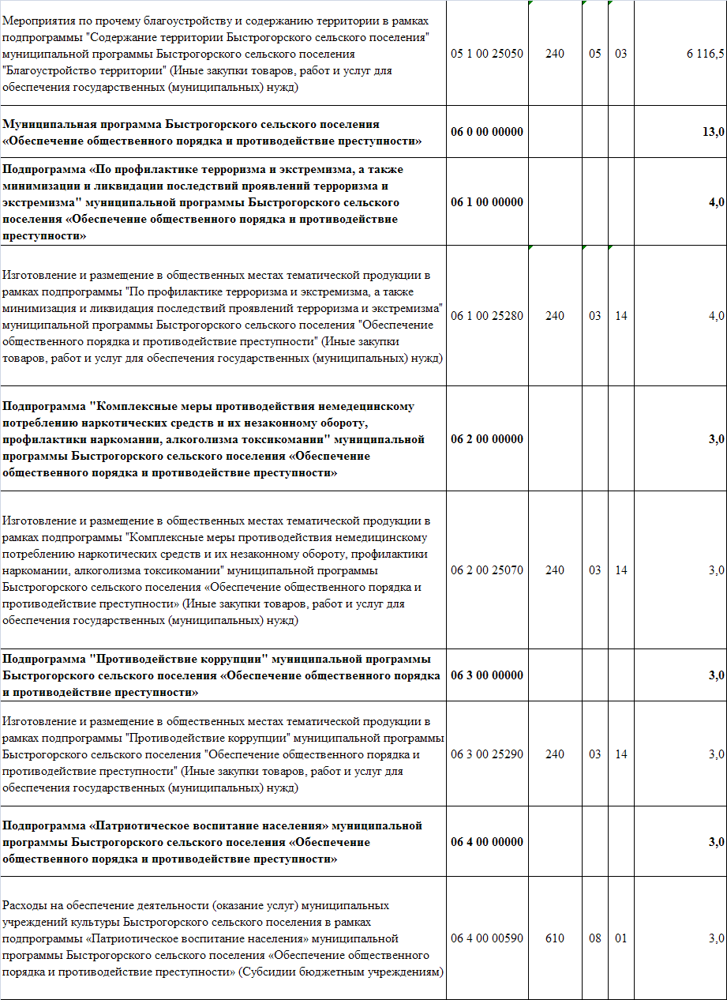 Мероприятия по прочему благоустройству и содержанию территории в рамках
подпрограммы "Содержание территории Быстрогорского сельского поселения"
муниципальной программы Быстрогорского сельского поселения
"Благоустройство территории" (Иные закупки товаров, работ и услуг для
обеспечения государственных (муниципальных) нужд)
05 1 00 25050 240 05 03 6 116,5
Муниципальная программа Быстрогорского сельского поселения
«Обеспечение общественного порядка и противодействие преступности»
06 0 00 00000 13,0
Подпрограмма «По профилактике терроризма и экстремизма, а также
минимизации и ликвидации последствий проявлений терроризма и
экстремизма" муниципальной программы Быстрогорского сельского
поселения «Обеспечение общественного порядка и противодействие
преступности»
06 1 00 00000 4,0
Изготовление и размещение в общественных местах тематической продукции в
рамках подпрограммы "По профилактике терроризма и экстремизма, а также
минимизация и ликвидация последствий проявлений терроризма и экстремизма"
муниципальной программы Быстрогорского сельского поселения "Обеспечение
общественного порядка и противодействие преступности" (Иные закупки
товаров, работ и услуг для обеспечения государственных (муниципальных) нужд)
06 1 00 25280 240 03 14 4,0
Подпрограмма "Комплексные меры противодействия немедецинскому
потреблению наркотических средств и их незаконному обороту,
профилактики наркомании, алкоголизма токсикомании" муниципальной
программы Быстрогорского сельского поселения «Обеспечение
общественного порядка и противодействие преступности»
06 2 00 00000 3,0
Изготовление и размещение в общественных местах тематической продукции в
рамках подпрограммы "Комплексные меры противодействия немедицинскому
потреблению наркотических средств и их незаконному обороту, профилактики
наркомании, алкоголизма токсикомании" муниципальной программы
Быстрогорского сельского поселения «Обеспечение общественного порядка и
противодействие преступности» (Иные закупки товаров, работ и услуг для
обеспечения государственных (муниципальных) нужд)
06 2 00 25070 240 03 14 3,0
Подпрограмма "Противодействие коррупции" муниципальной программы
Быстрогорского сельского поселения «Обеспечение общественного порядка
и противодействие преступности»
06 3 00 00000 3,0
Изготовление и размещение в общественных местах тематической продукции в
рамках подпрограммы "Противодействие коррупции" муниципальной программы
Быстрогорского сельского поселения "Обеспечение общественного порядка и
противодействие преступности" (Иные закупки товаров, работ и услуг для
обеспечения государственных (муниципальных) нужд)
06 3 00 25290 240 03 14 3,0
Подпрограмма «Патриотическое воспитание населения» муниципальной
программы Быстрогорского сельского поселения «Обеспечение
общественного порядка и противодействие преступности»
06 4 00 00000 3,0
Расходы на обеспечение деятельности (оказание услуг) муниципальных
учреждений культуры Быстрогорского сельского поселения в рамках
подпрограммы «Патриотическое воспитание населения» муниципальной
программы Быстрогорского сельского поселения «Обеспечение общественного
порядка и противодействие преступности» (Субсидии бюджетным учреждениям)
06 4 00 00590 610 08 01 3,0